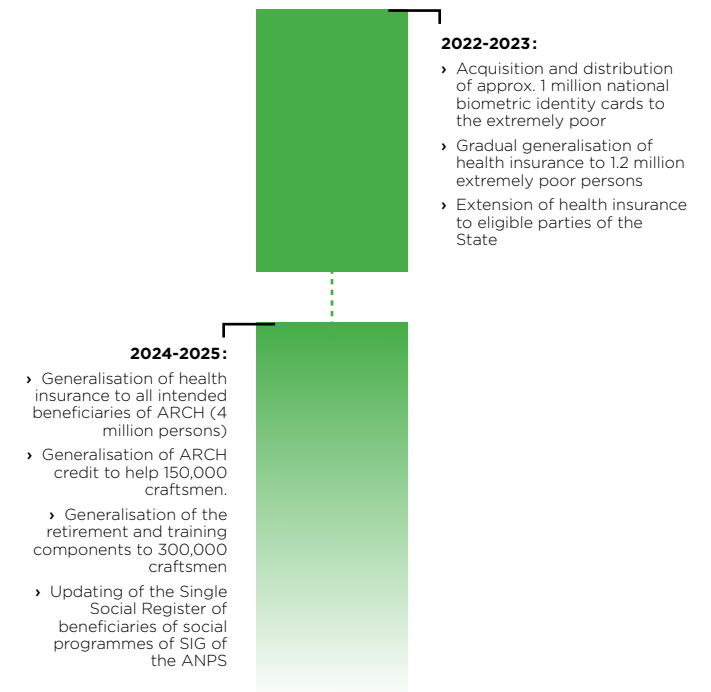 2022-2023:
› Acquisition and distribution
of approx. 1 million national
biometric identity cards to
the extremely poor
› Gradual generalisation of
health insurance to 1.2 million
extremely poor persons
› Extension of health insurance
to eligible parties of the
State
2024-2025:
› Generalisation of health
insurance to all intended
beneficiaries of ARCH (4
million persons)
› Generalisation of ARCH
credit to help 150,000
craftsmen.
› Generalisation of the
retirement and training
components to 300,000
craftsmen
› Updating of the Single
Social Register of
beneficiaries of social
programmes of SIG of
the ANPS